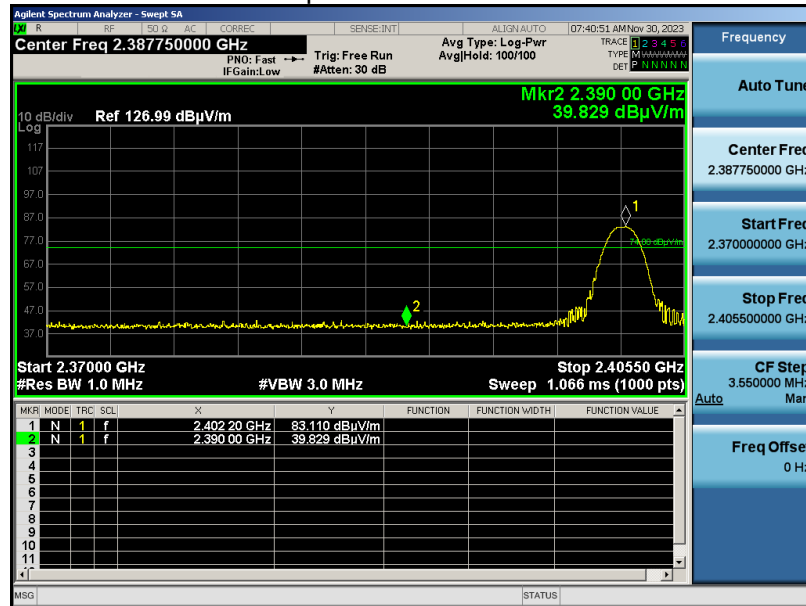 Agilent Spectrum Analyzer - Swept SA
LXI R RF 50 Ω AC CORREC SENSE:INT ALIGN AUTO 07:40:51 AM Nov 30, 2023
Center Freq 2.387750000 GHz
PNO: Fast
IFGain:Low
Trig: Free Run
#Atten: 30 dB
Avg Type: Log-Pwr
Avg|Hold: 100/100
TRACE 1 2 3 4 5 6
TYPE M
DET P N N N N N
Mkr2 2.390 00 GHz
39.829 dBµV/m
10 dB/div Ref 126.99 dBµV/m
Log
117
107
97.0
87.0
77.0
67.0
57.0
47.0
37.0
1
74.00 dBµV/m
2
Start 2.37000 GHz Stop 2.40550 GHz
#Res BW 1.0 MHz #VBW 3.0 MHz Sweep 1.066 ms (1000 pts)
MKR MODE TRC SCL X Y FUNCTION FUNCTION WIDTH FUNCTION VALUE
1 N 1 f 2.402 20 GHz 83.110 dBµV/m
2 N 1 f 2.390 00 GHz 39.829 dBµV/m
3
4
5
6
7
8
9
10
11
MSG STATUS
Frequency
Auto Tune
Center Freq
2.387750000 GHz
Start Freq
2.370000000 GHz
Stop Freq
2.405500000 GHz
CF Step
3.550000 MHz
Auto Man
Freq Offset
0 Hz